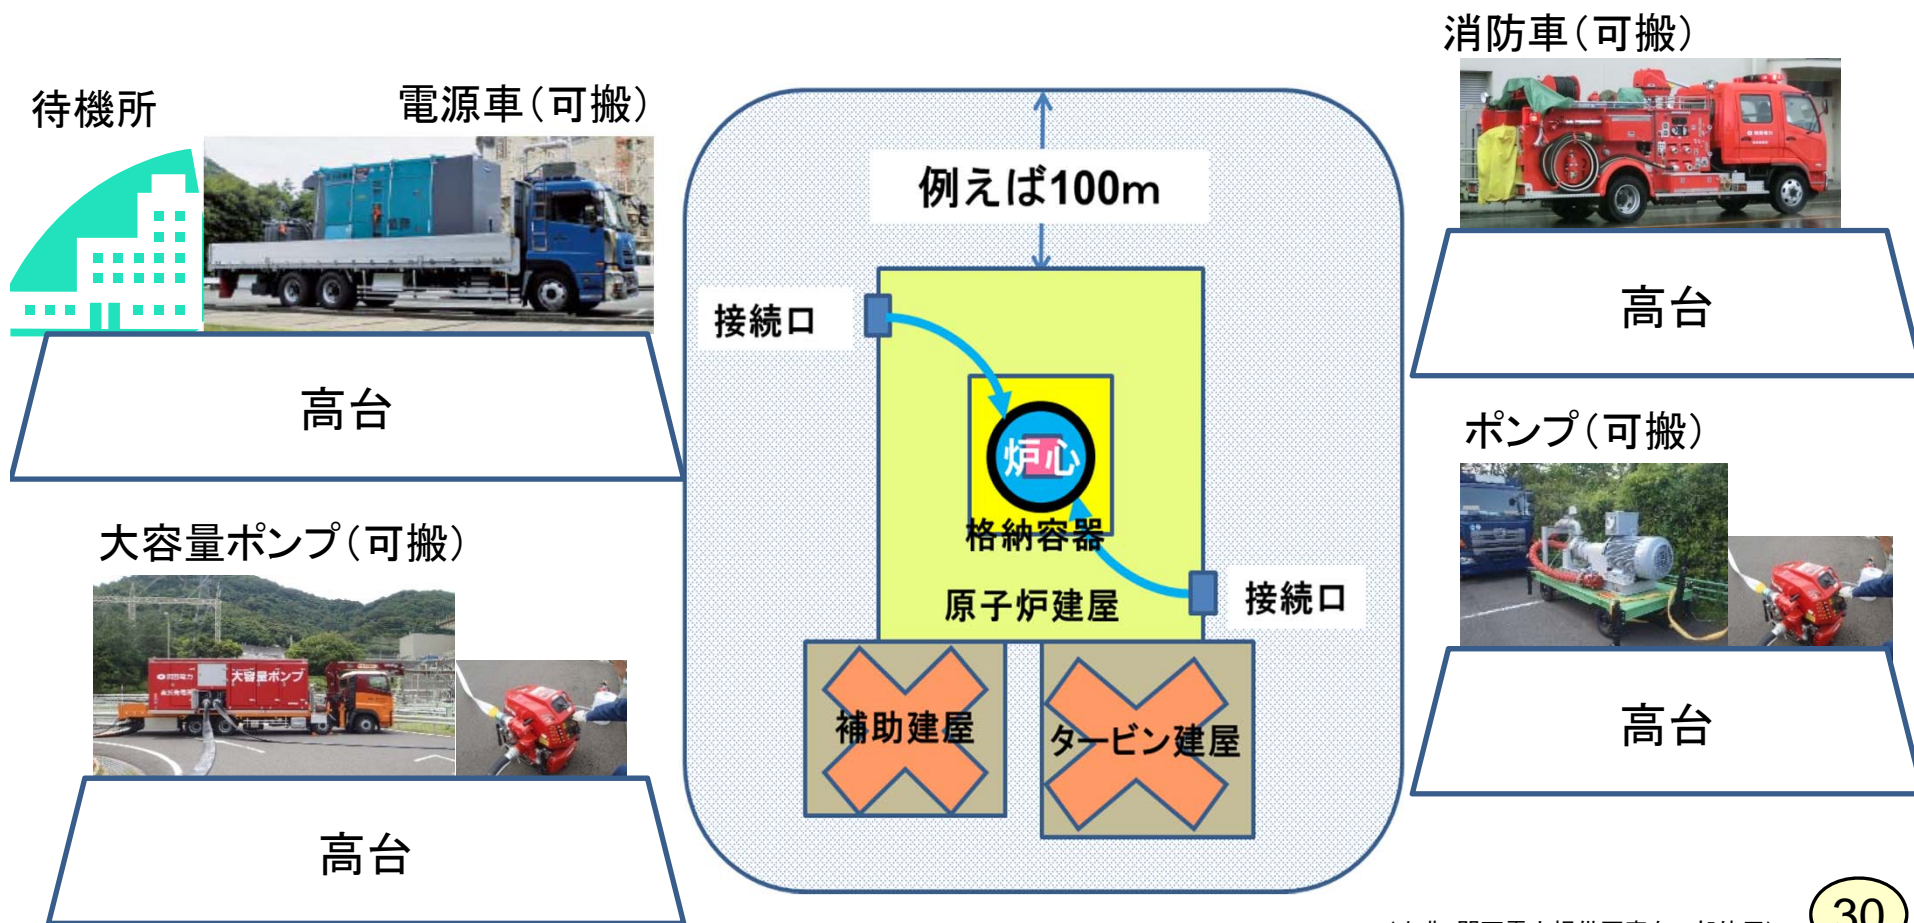 待機所
電源車（可搬）
高台
大容量ポンプ（可搬）
大容量ポンプ
高台
例えば100m
接続口
炉心
格納容器
原子炉建屋
接続口
補助建屋
タービン建屋
消防車（可搬）
高台
ポンプ（可搬）
高台
30